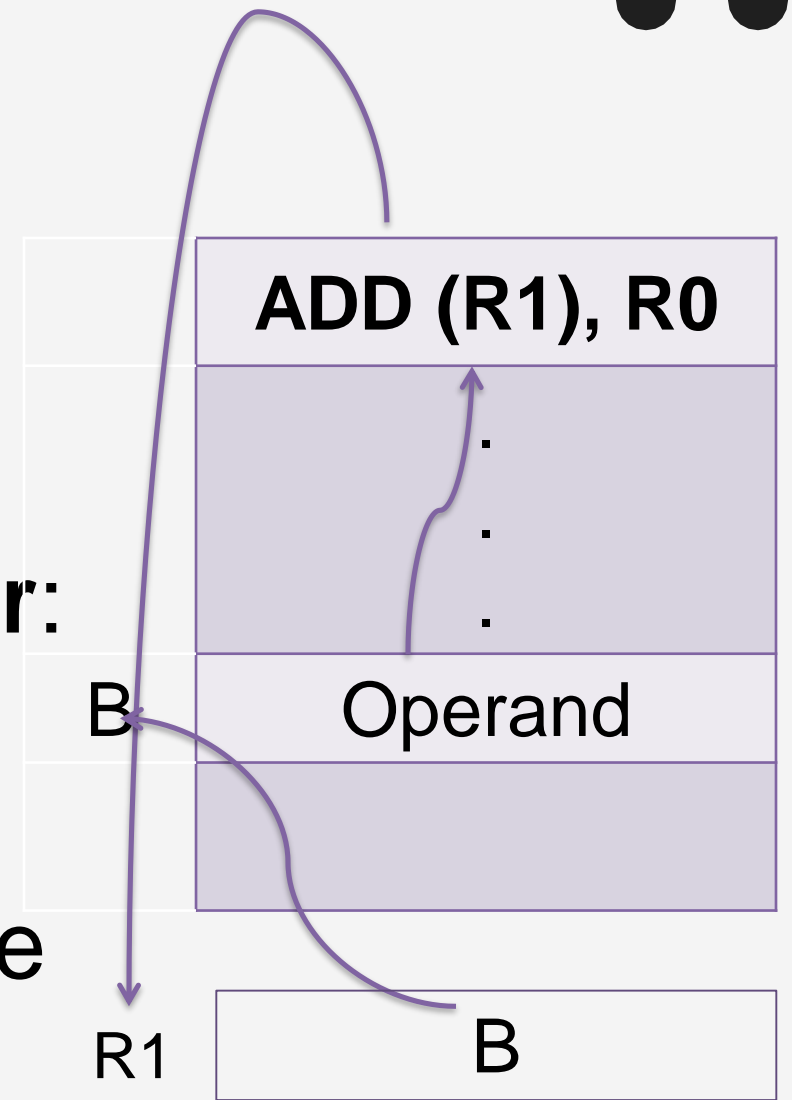 ADD (R1), R0
.
.
.
r:
B Operand
e
R1 B